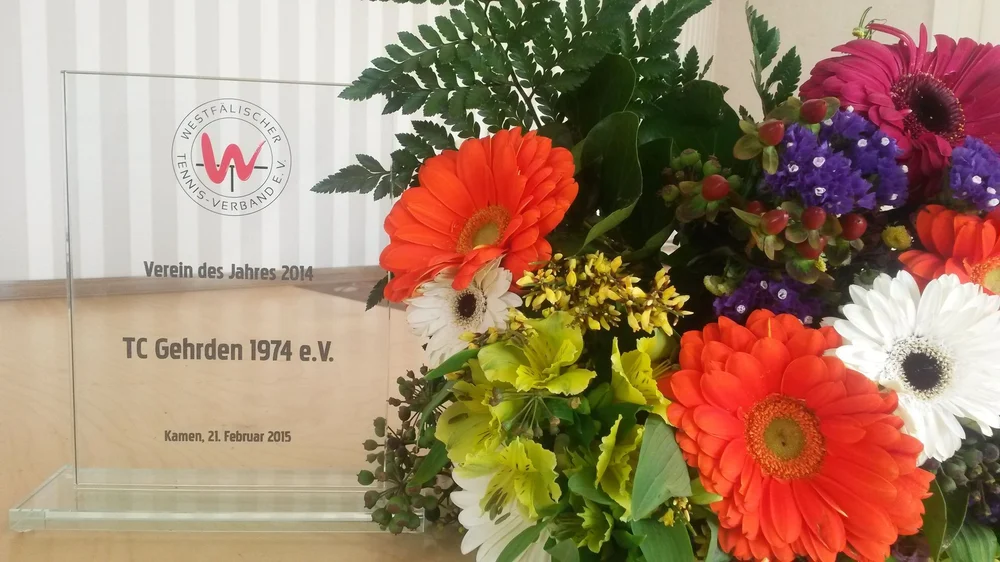 WESTFÄLISCHER
TENNIS-VERBAND E.V.
W
Verein des Jahres 2014
TC Gehrden 1974 e.V.
Kamen, 21. Februar 2015